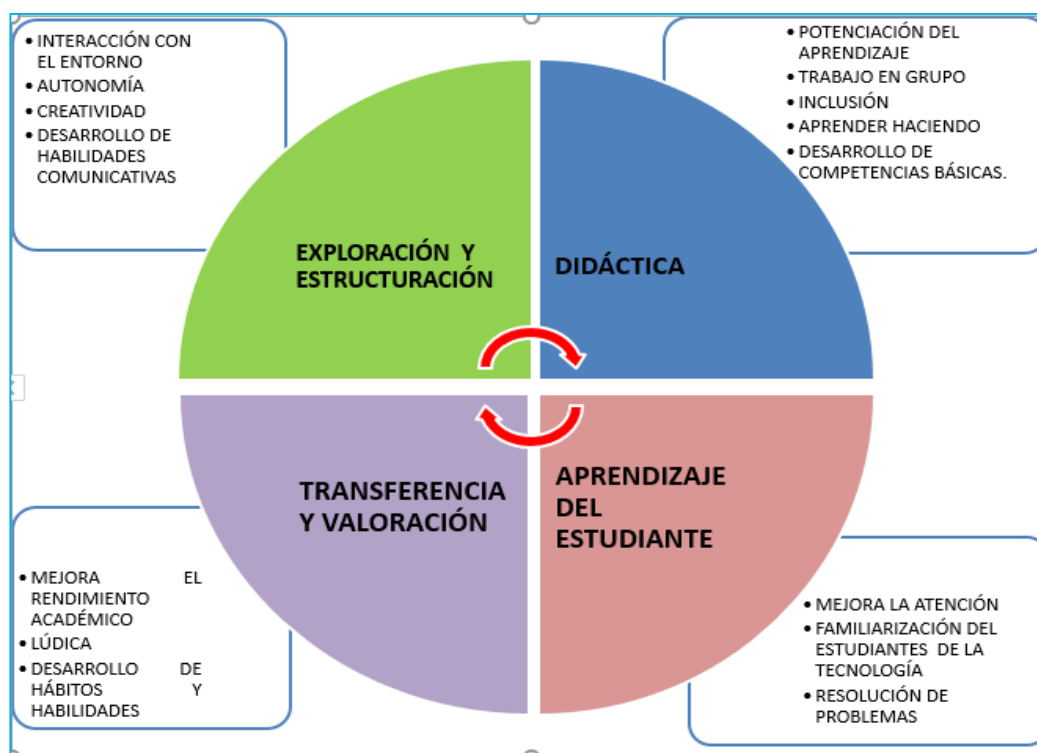 • INTERACCIÓN CON
EL ENTORNO
• AUTONOMÍA
• CREATIVIDAD
• DESARROLLO DE
HABILIDADES
COMUNICATIVAS
• POTENCIACIÓN DEL
APRENDIZAJE
• TRABAJO EN GRUPO
• INCLUSIÓN
• APRENDER HACIENDO
• DESARROLLO DE
COMPETENCIAS BÁSICAS.
EXPLORACIÓN Y
ESTRUCTURACIÓN
DIDÁCTICA
TRANSFERENCIA
Y VALORACIÓN
APRENDIZAJE
DEL
ESTUDIANTE
• MEJORA EL
RENDIMIENTO
ACADÉMICO
• LÚDICA
• DESARROLLO DE
HÁBITOS Y
HABILIDADES
• MEJORA LA ATENCIÓN
• FAMILIARIZACIÓN DEL
ESTUDIANTES DE LA
TECNOLOGÍA
• RESOLUCIÓN DE
PROBLEMAS